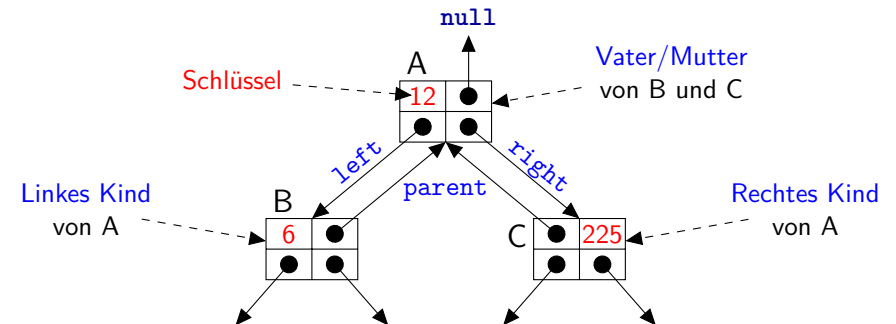 null
A
Vater/Mutter
von B und C
Schlüssel
12
left
right
parent
Linkes Kind
von A
B
6
C
225
Rechtes Kind
von A